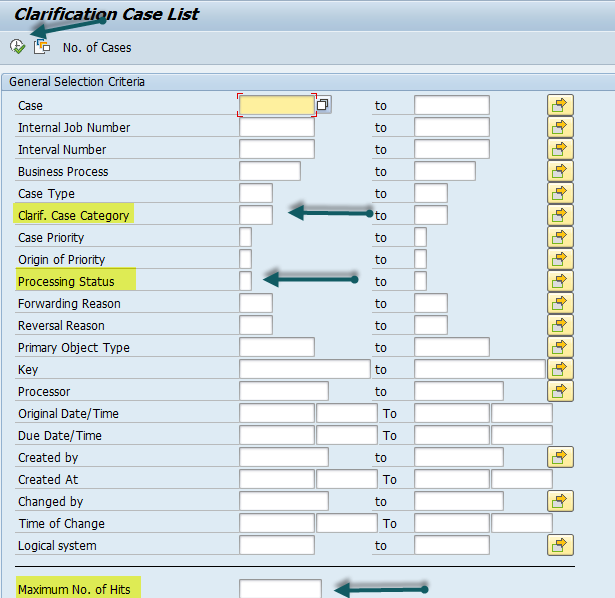 Clarification Case List
No. of Cases
General Selection Criteria
Case to
Internal Job Number to
Interval Number to
Business Process to
Case Type to
Clarif. Case Category to
Case Priority to
Origin of Priority to
Processing Status to
Forwarding Reason to
Reversal Reason to
Primary Object Type to
Key to
Processor to
Original Date/Time To
Due Date/Time To
Created by to
Created At To
Changed by to
Time of Change To
Logical system to
Maximum No. of Hits